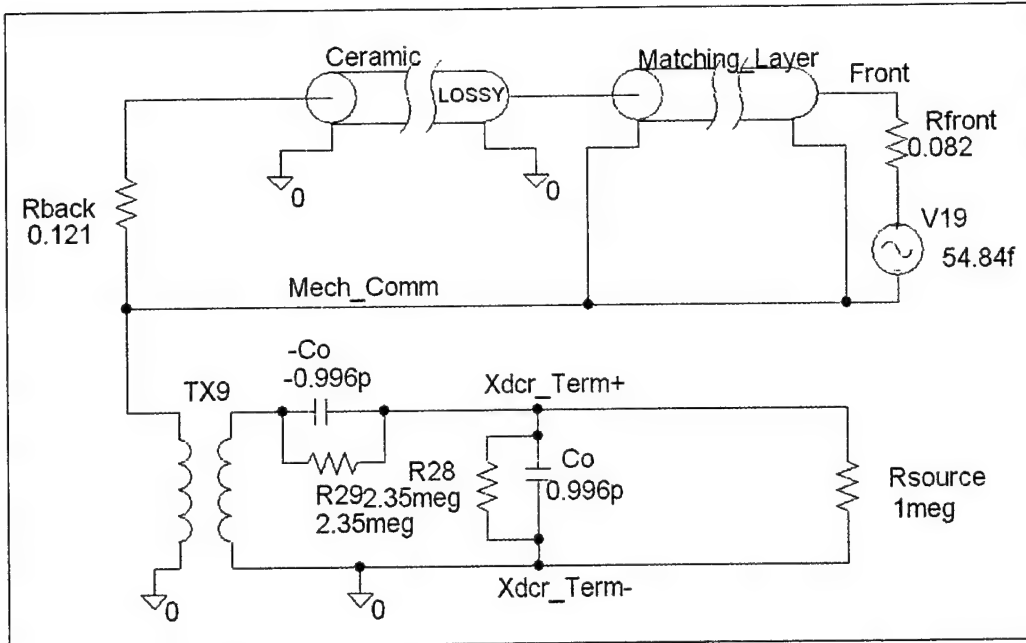 Ceramic
Matching_Layer
Front
LOSSY
Rfront
0.082
0
0
Rback
0.121
V19
54.84f
Mech_Comm
-Co
-0.996p
TX9
Xdcr_Term+
R28
Co
R29
2.35meg
0.996p
2.35meg
Rsource
1meg
0
0
Xdcr_Term-